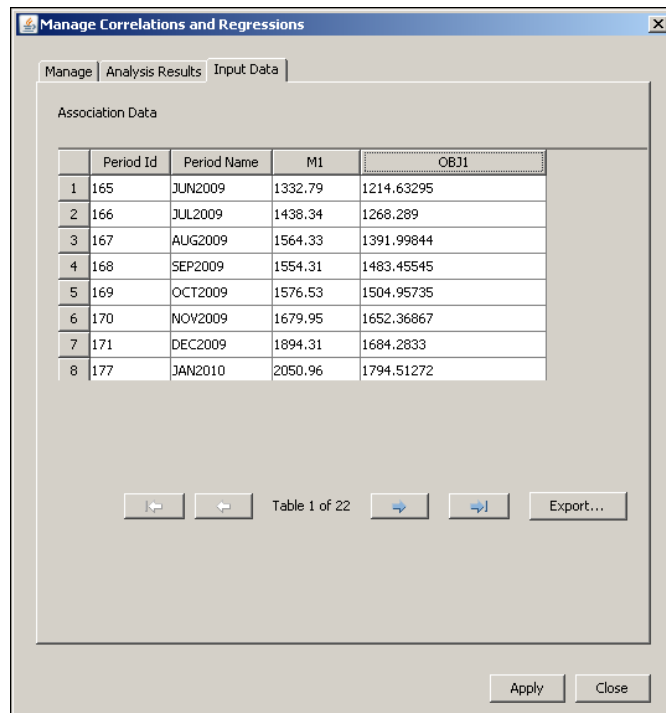 Manage Correlations and Regressions
Manage Analysis Results Input Data
Association Data
Period Id Period Name M1 OBJ1
1 165 JUN2009 1332.79 1214.63295
2 166 JUL2009 1438.34 1268.289
3 167 AUG2009 1564.33 1391.99844
4 168 SEP2009 1554.31 1483.45545
5 169 OCT2009 1576.53 1504.95735
6 170 NOV2009 1679.95 1652.36867
7 171 DEC2009 1894.31 1684.2833
8 177 JAN2010 2050.96 1794.51272
Table 1 of 22 Export...
Apply Close